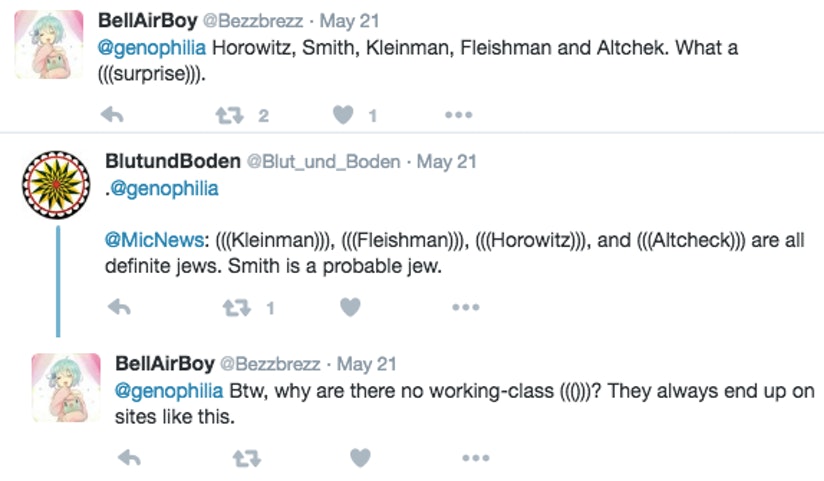 BellAirBoy @Bezzbrezz · May 21
@genophilia Horowitz, Smith, Kleinman, Fleishman and Altchek. What a
(((surprise))).
2 1
BlutundBoden @Blut_und_Boden · May 21
.@genophilia
@MicNews: (((Kleinman))), (((Fleishman))), (((Horowitz))), and (((Altcheck))) are all
definite jews. Smith is a probable jew.
1
BellAirBoy @Bezzbrezz · May 21
@genophilia Btw, why are there no working-class ((()))? They always end up on
sites like this.